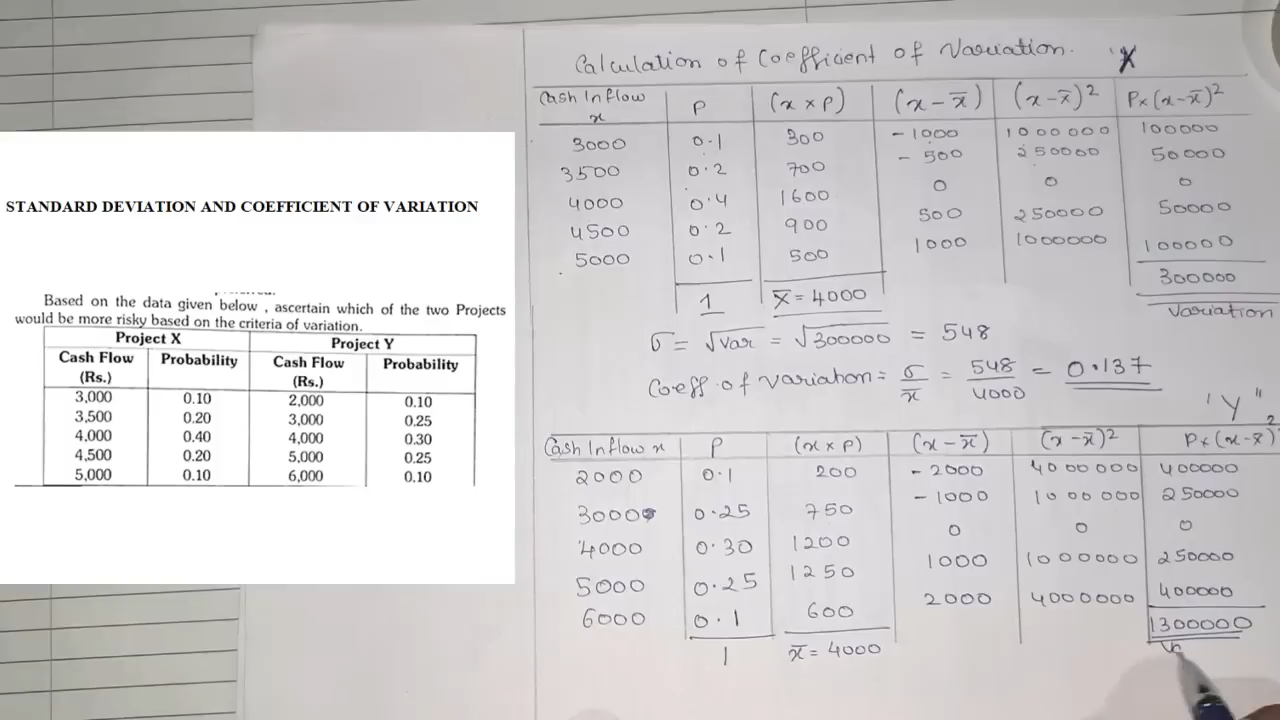 STANDARD DEVIATION AND COEFFICIENT OF VARIATION
Based on the data given below , ascertain which of the two Projects
would be more risky based on the criteria of variation.
Project X Project Y
Cash Flow (Rs.) Probability Cash Flow (Rs.) Probability
3,000 0.10 2,000 0.10
3,500 0.20 3,000 0.25
4,000 0.40 4,000 0.30
4,500 0.20 5,000 0.25
5,000 0.10 6,000 0.10
Calculation of Coefficient of Variation. 'X
Cash Inflow x P (x × P) (x - x̄) (x - x̄)² P×(x - x̄)²
3000 0.1 300 -1000 1000000 100000
3500 0.2 700 -500 250000 50000
4000 0.4 1600 0 0 0
4500 0.2 900 500 250000 50000
5000 0.1 500 1000 1000000 100000
1 x̄ = 4000 300000
Variation
σ = √var = √300000 = 548
Coeff. of variation = σ/x̄ = 548/4000 = 0.137
'Y"
Cash Inflow x P (x × P) (x - x̄) (x - x̄)² P×(x - x̄)²
2000 0.1 200 -2000 4000000 400000
3000 0.25 750 -1000 1000000 250000
4000 0.30 1200 0 0 0
5000 0.25 1250 1000 1000000 250000
6000 0.1 600 2000 4000000 400000
1 x̄ = 4000 1300000